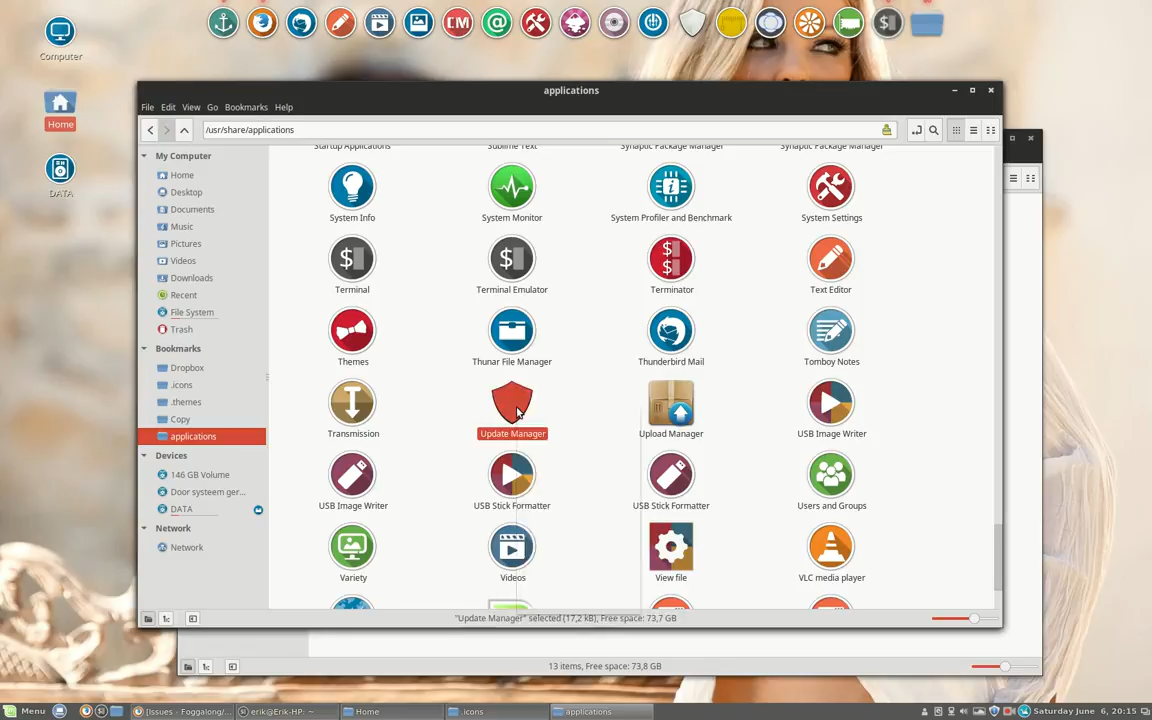 Computer
Home
DATA
CM
applications
File Edit View Go Bookmarks Help
/usr/share/applications
My Computer
Home
Desktop
Documents
Music
Pictures
Videos
Downloads
Recent
File System
Trash
Bookmarks
Dropbox
.icons
.themes
Copy
applications
Devices
146 GB Volume
Door systeem ger...
DATA
Network
Network
Startup Applications Sublime Text Synaptic Package Manager Synaptic Package Manager
System Info System Monitor System Profiler and Benchmark System Settings
Terminal Terminal Emulator Terminator Text Editor
Themes Thunar File Manager Thunderbird Mail Tomboy Notes
Transmission Update Manager Upload Manager USB Image Writer
USB Image Writer USB Stick Formatter USB Stick Formatter Users and Groups
Variety Videos View file VLC media player
"Update Manager" selected (17,2 kB), Free space: 73,7 GB
13 items, Free space: 73,8 GB
Menu [Issues - Foggalong/... erik@Erik-HP: ~ Home .icons applications Saturday June 6, 20:15